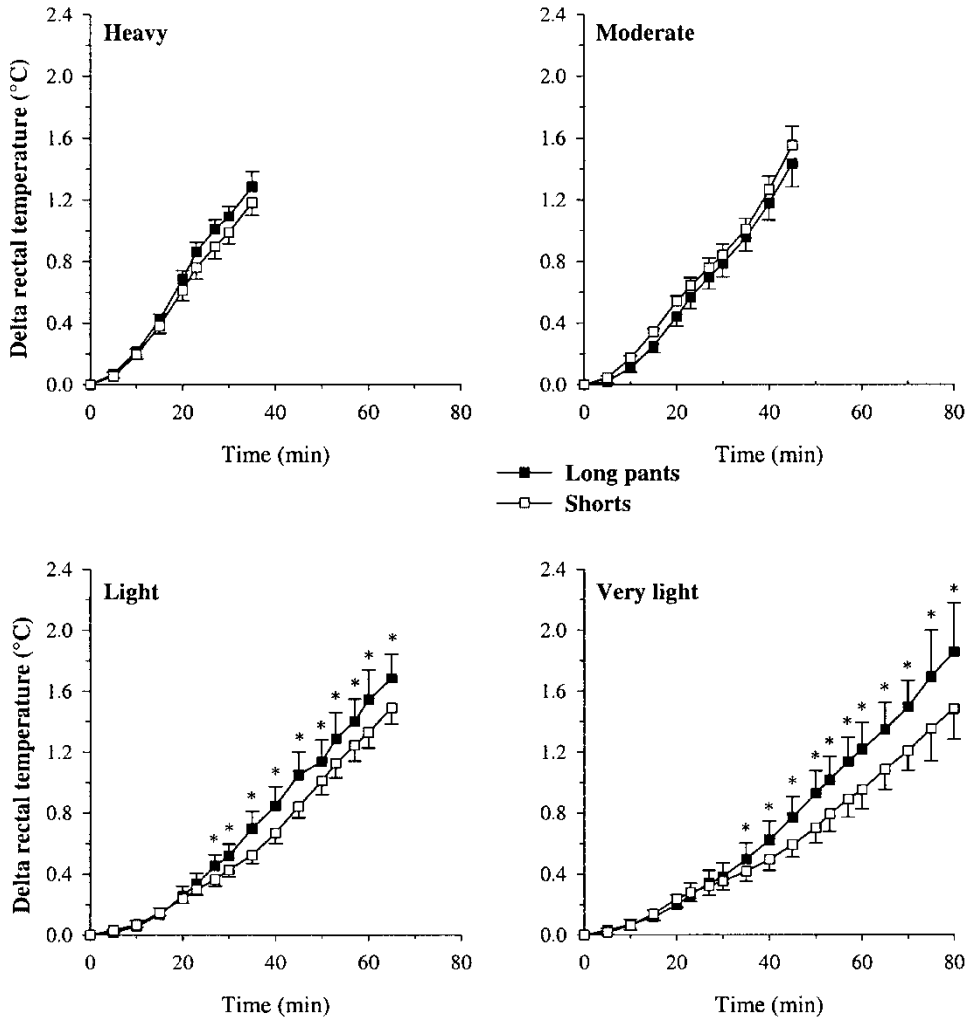 Heavy
Moderate
Delta rectal temperature (°C)
2.4
2.0
1.6
1.2
0.8
0.4
0.0
0 20 40 60 80
Time (min)
2.4
2.0
1.6
1.2
0.8
0.4
0.0
0 20 40 60 80
Time (min)
Long pants
Shorts
Light
Very light
Delta rectal temperature (°C)
2.4
2.0
1.6
1.2
0.8
0.4
0.0
* * * * * * * * * *
0 20 40 60 80
Time (min)
2.4
2.0
1.6
1.2
0.8
0.4
0.0
* * * * * * * * * * *
0 20 40 60 80
Time (min)